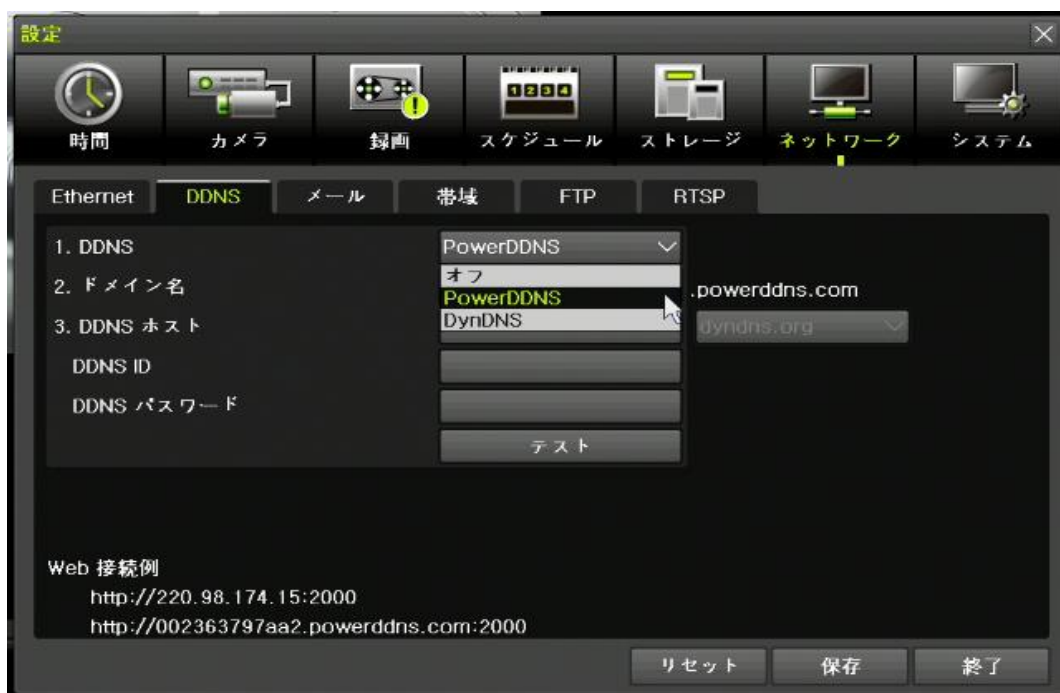 設定
時間 カメラ 録画 スケジュール ストレージ ネットワーク システム
Ethernet DDNS メール 帯域 FTP RTSP
1. DDNS PowerDDNS
オフ
2. ドメイン名 PowerDDNS .powerddns.com
3. DDNS ホスト DynDNS dyndns.org
DDNS ID
DDNS パスワード
テスト
Web 接続例
http://220.98.174.15:2000
http://002363797aa2.powerddns.com:2000
リセット 保存 終了